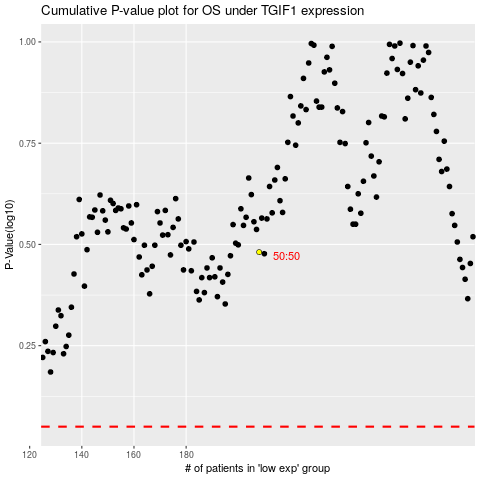 Cumulative P-value plot for OS under TGIF1 expression
P-Value(log10)
1.00
0.75
0.50
0.25
50:50
120 140 160 180
# of patients in 'low exp' group